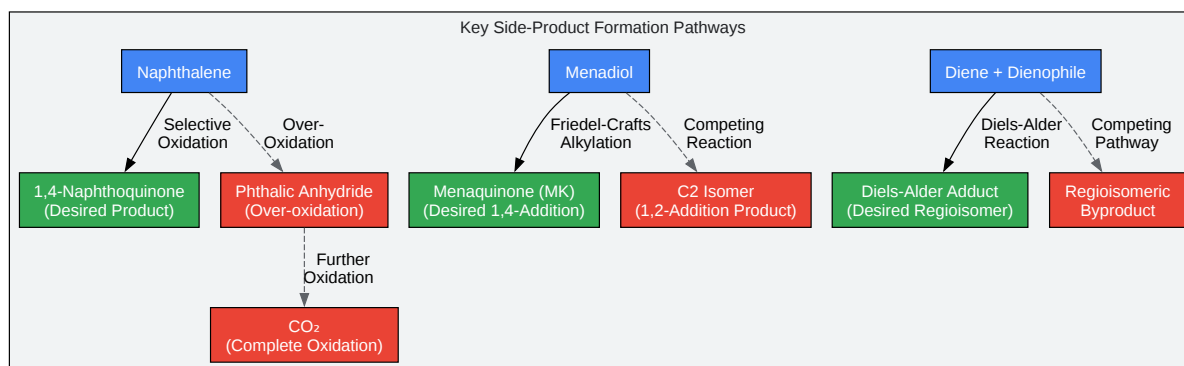 Key Side-Product Formation Pathways
Naphthalene
Menadiol
Diene + Dienophile
Selective
Oxidation
Over-
Oxidation
Friedel-Crafts
Alkylation
Competing
Reaction
Diels-Alder
Reaction
Competing
Pathway
1,4-Naphthoquinone
(Desired Product)
Phthalic Anhydride
(Over-oxidation)
Menaquinone (MK)
(Desired 1,4-Addition)
C2 Isomer
(1,2-Addition Product)
Diels-Alder Adduct
(Desired Regioisomer)
Regioisomeric
Byproduct
Further
Oxidation
CO₂
(Complete Oxidation)